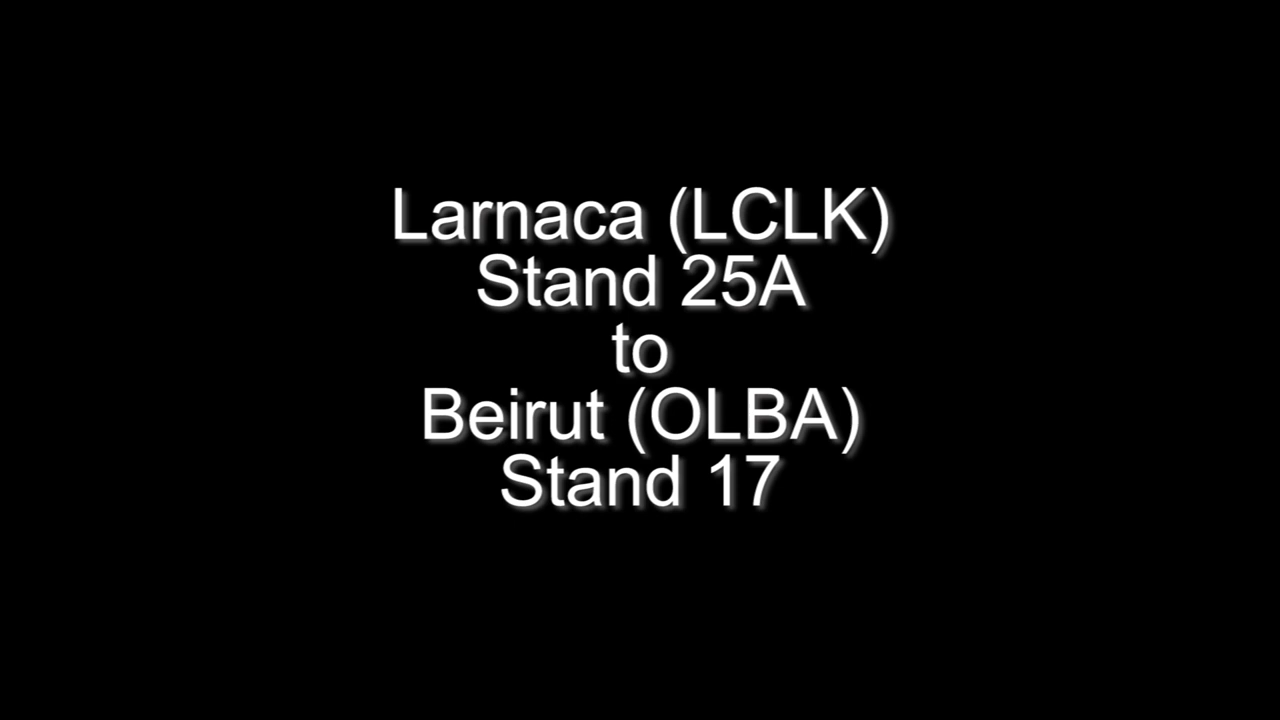 Larnaca (LCLK)
Stand 25A
to
Beirut (OLBA)
Stand 17